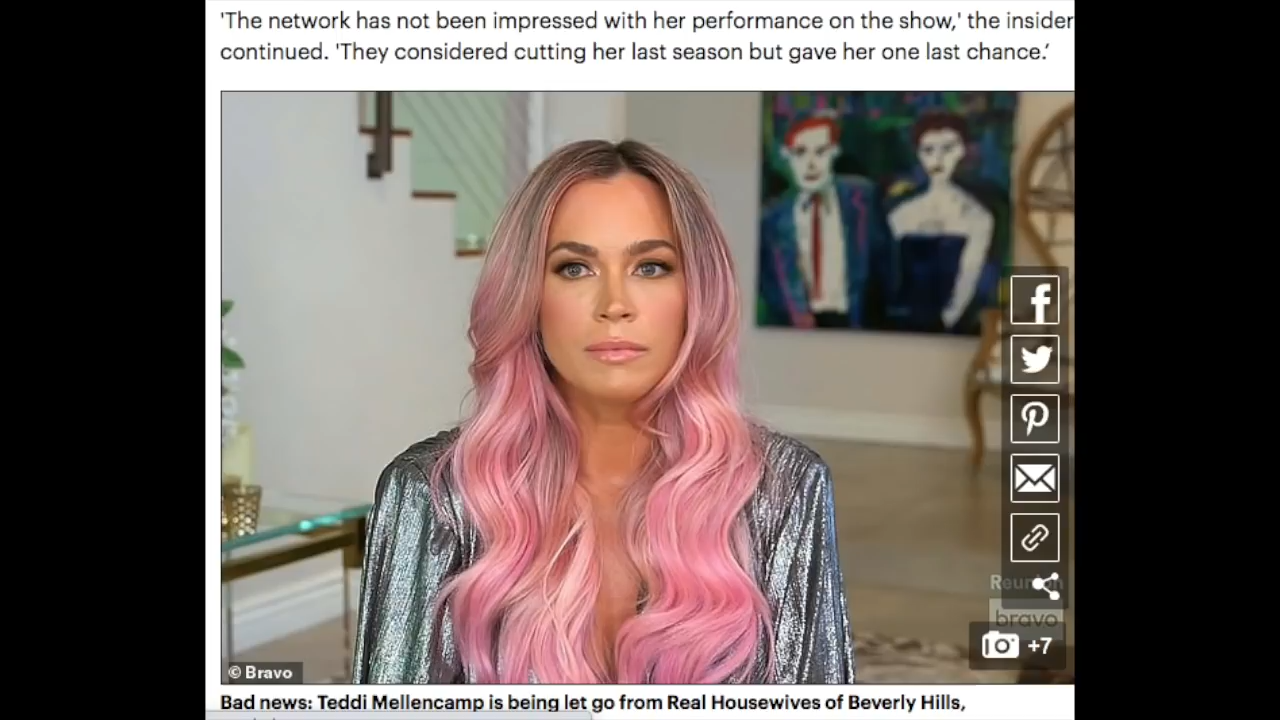 'The network has not been impressed with her performance on the show,' the insider
continued. 'They considered cutting her last season but gave her one last chance.'
Reunion
bravo
+7
© Bravo
Bad news: Teddi Mellencamp is being let go from Real Housewives of Beverly Hills,